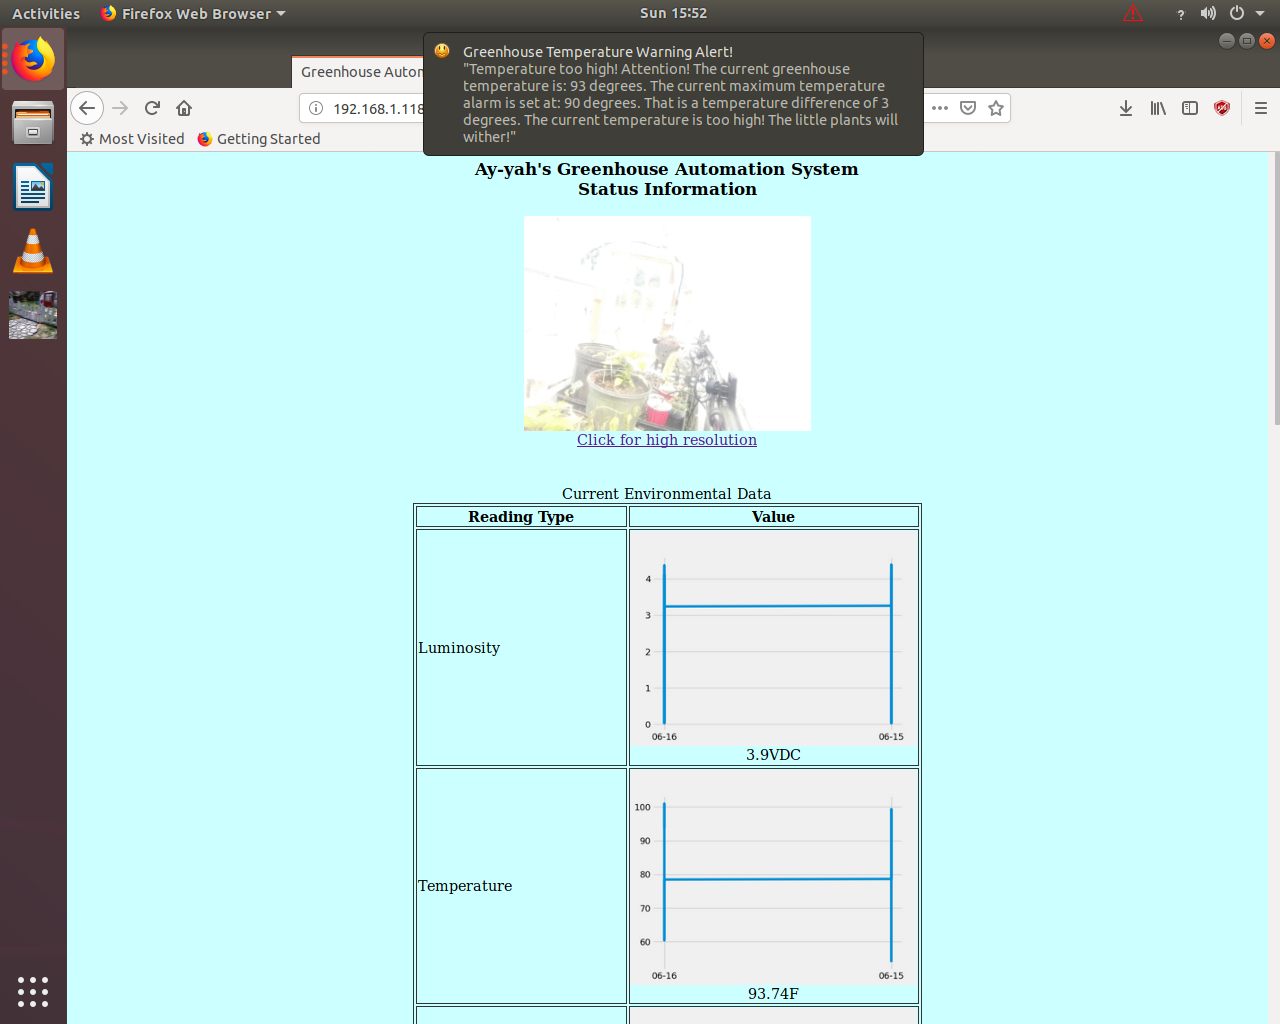 Activities
Firefox Web Browser
Sun 15:52
?
Greenhouse Temperature Warning Alert!
"Temperature too high! Attention! The current greenhouse
temperature is: 93 degrees. The current maximum temperature
alarm is set at: 90 degrees. That is a temperature difference of 3
degrees. The current temperature is too high! The little plants will
wither!"
Greenhouse Autom
192.168.1.118
Most Visited
Getting Started
Ay-yah's Greenhouse Automation System
Status Information
Click for high resolution
Current Environmental Data
Reading Type
Value
Luminosity
4
3
2
1
0
06-16
06-15
3.9VDC
Temperature
100
90
80
70
60
06-16
06-15
93.74F